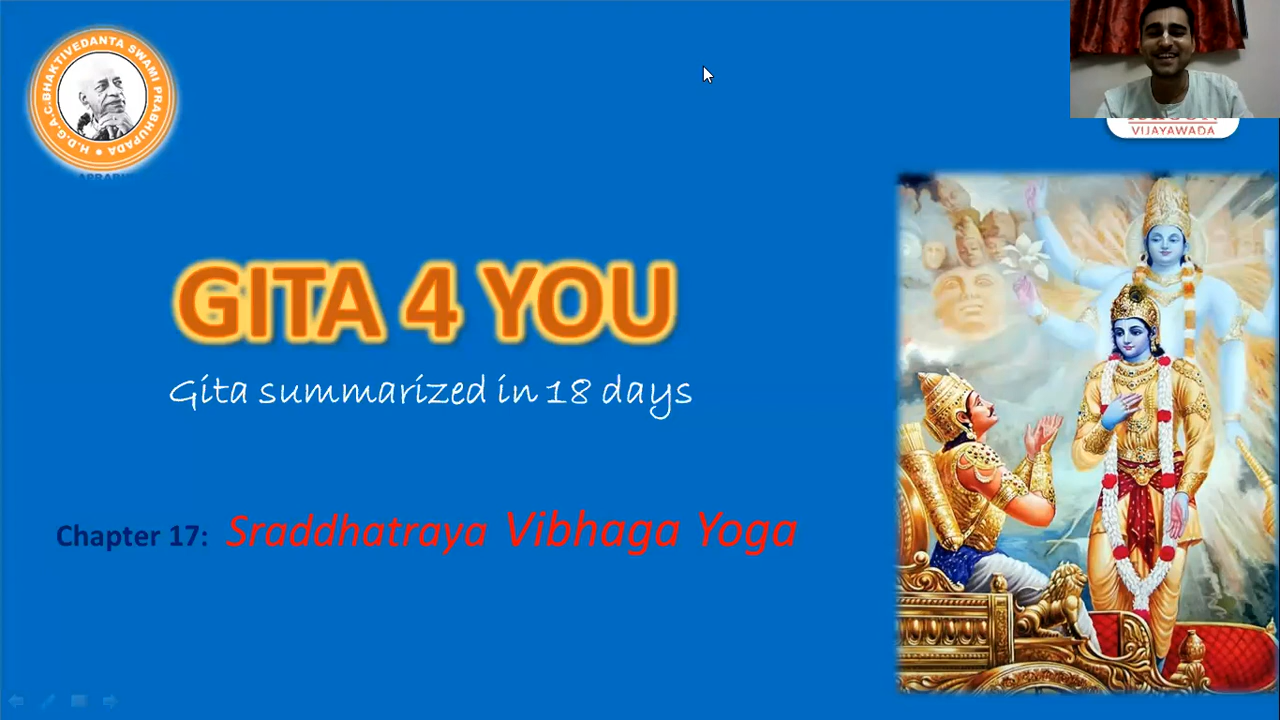 H.D.G.A.C.BHAKTIVEDANTA SWAMI PRABHUPADA
VIJAYAWADA
GITA 4 YOU
Gita summarized in 18 days
Chapter 17: Sraddhatraya Vibhaga Yoga